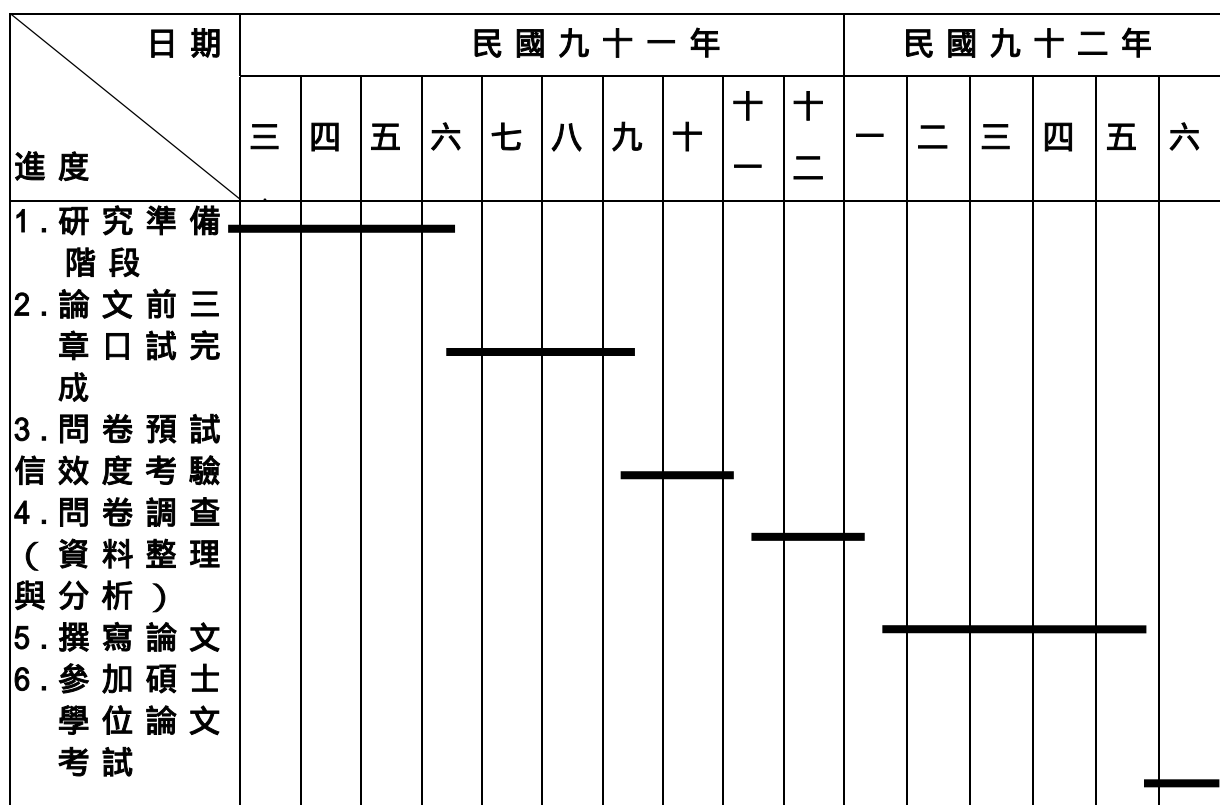 日期 民國九十一年 民國九十二年
進度 三 四 五 六 七 八 九 十 十一 十二 一 二 三 四 五 六
1.研究準備
階段
2.論文前三
章口試完
成
3.問卷預試
信效度考驗
4.問卷調查
(資料整理
與分析)
5.撰寫論文
6.參加碩士
學位論文
考試